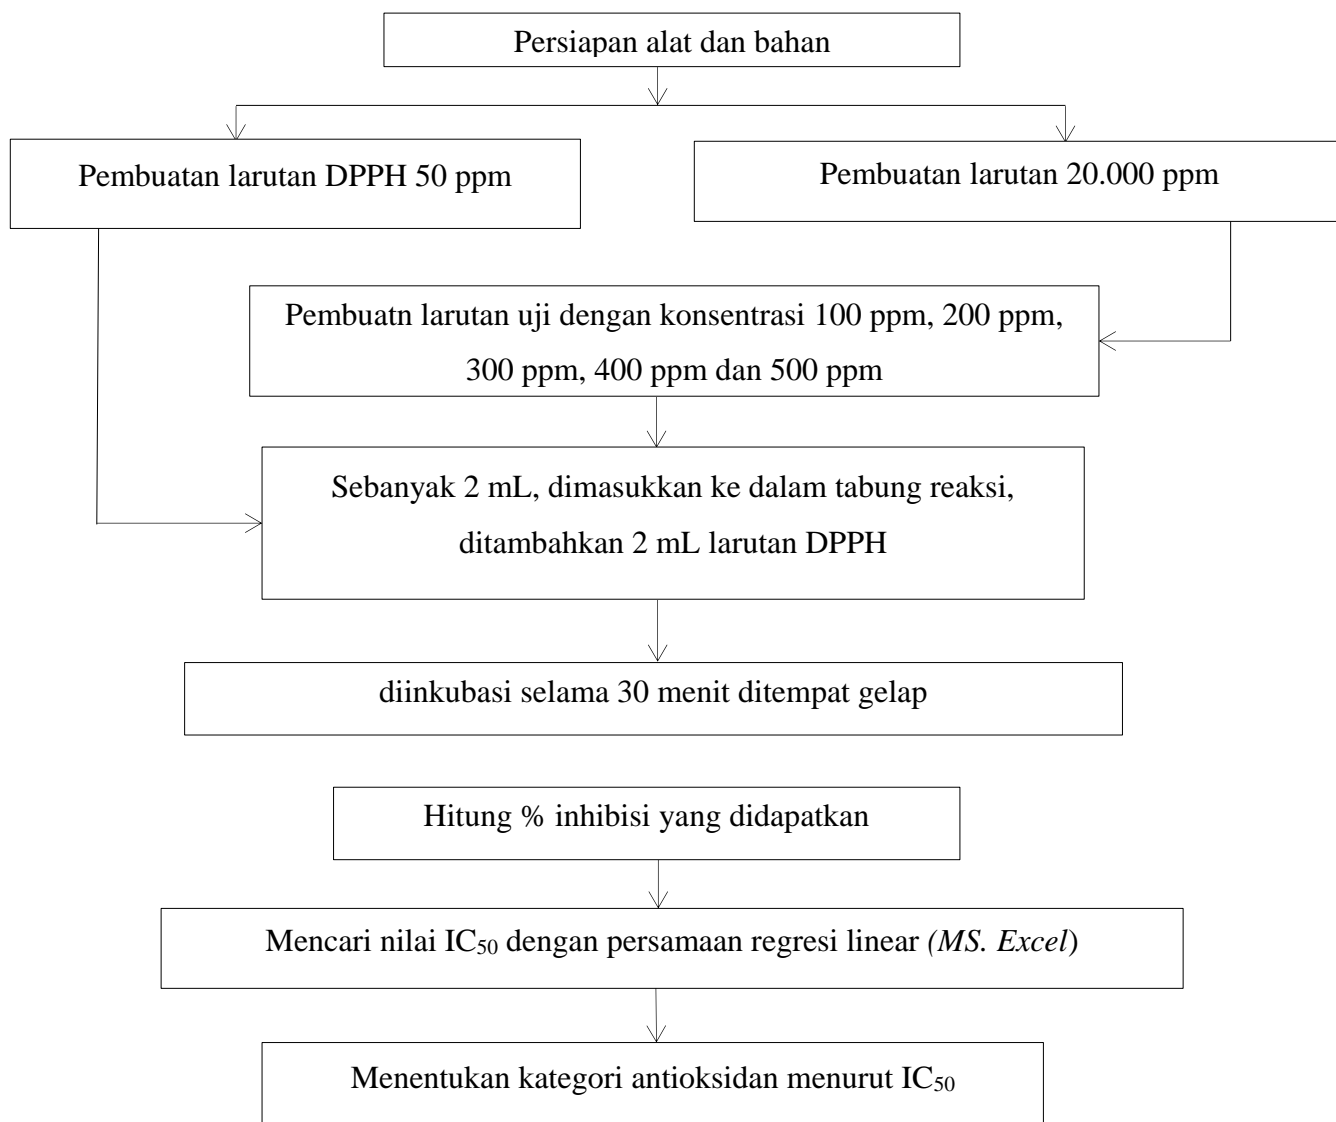 Persiapan alat dan bahan
Pembuatan larutan DPPH 50 ppm
Pembuatan larutan 20.000 ppm
Pembuatn larutan uji dengan konsentrasi 100 ppm, 200 ppm,
300 ppm, 400 ppm dan 500 ppm
Sebanyak 2 mL, dimasukkan ke dalam tabung reaksi,
ditambahkan 2 mL larutan DPPH
diinkubasi selama 30 menit ditempat gelap
Hitung % inhibisi yang didapatkan
Mencari nilai IC₅₀ dengan persamaan regresi linear (MS. Excel)
Menentukan kategori antioksidan menurut IC₅₀